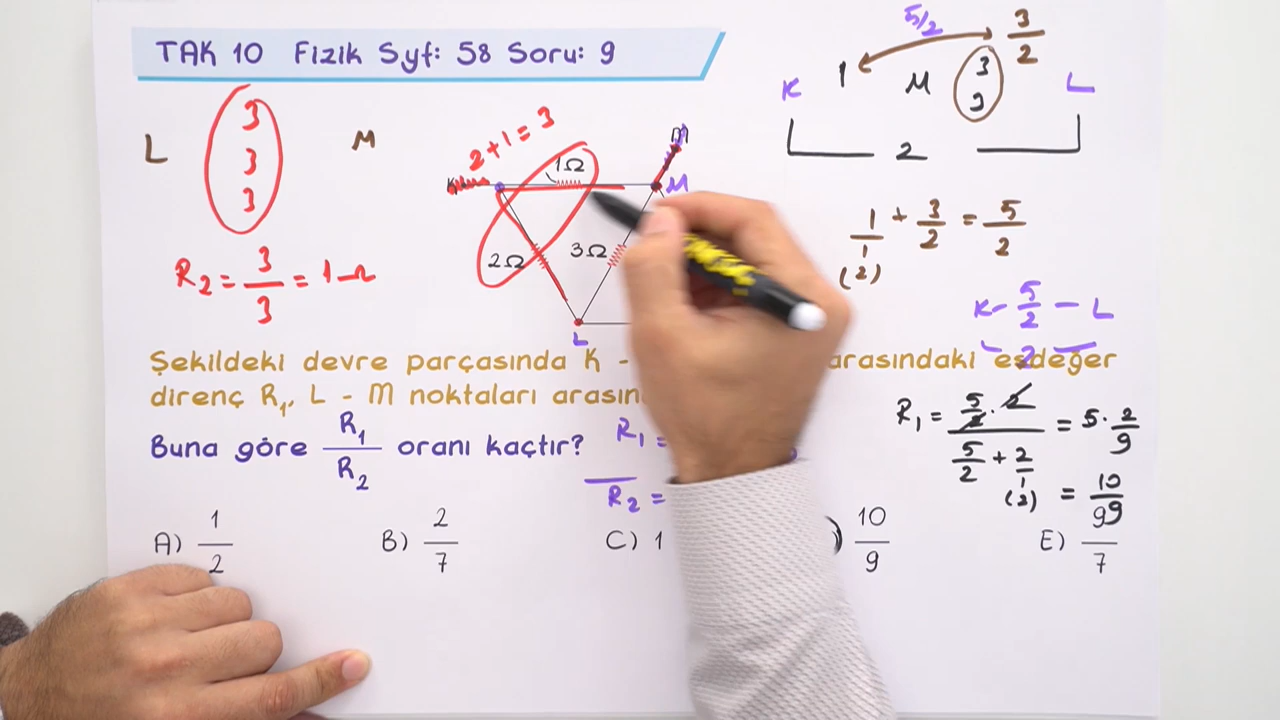 TAK 10 Fizik Syf: 58 Soru: 9
L 3 3 3 M
R2 = 3/3 = 1Ω
2+1=3
K
1Ω
M
M
2Ω
3Ω
L
5/2
3/2
K 1 M 3 3 L
2
1/1 + 3/2 = 5/2
(2)
K - 5/2 - L
2
Şekildeki devre parçasında K - arasındaki eşdeğer
direnç R1, L - M noktaları arasın
Buna göre R1/R2 oranı kaçtır?
R1 =
R2 =
R1 = 5/2 . 2 / 5/2 + 2/1 = 5 . 2/9
(2) = 10/9
A) 1/2
B) 2/7
C) 1
) 10/9
E) 9/7